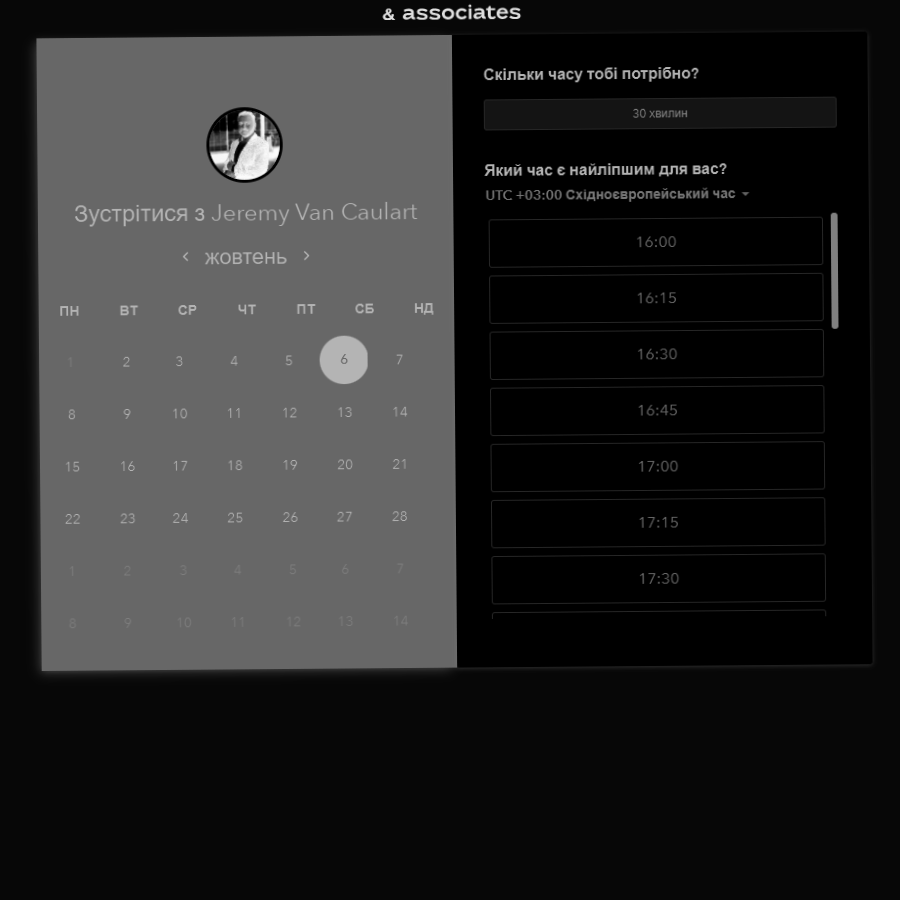 & associates
Зустрітися з Jeremy Van Caulart
жовтень
ПН ВТ СР ЧТ ПТ СБ НД
1 2 3 4 5 6 7
8 9 10 11 12 13 14
15 16 17 18 19 20 21
22 23 24 25 26 27 28
1 2 3 4 5 6 7
8 9 10 11 12 13 14
Скільки часу тобі потрібно?
30 хвилин
Який час є найліпшим для вас?
UTC +03:00 Східноєвропейський час
16:00
16:15
16:30
16:45
17:00
17:15
17:30